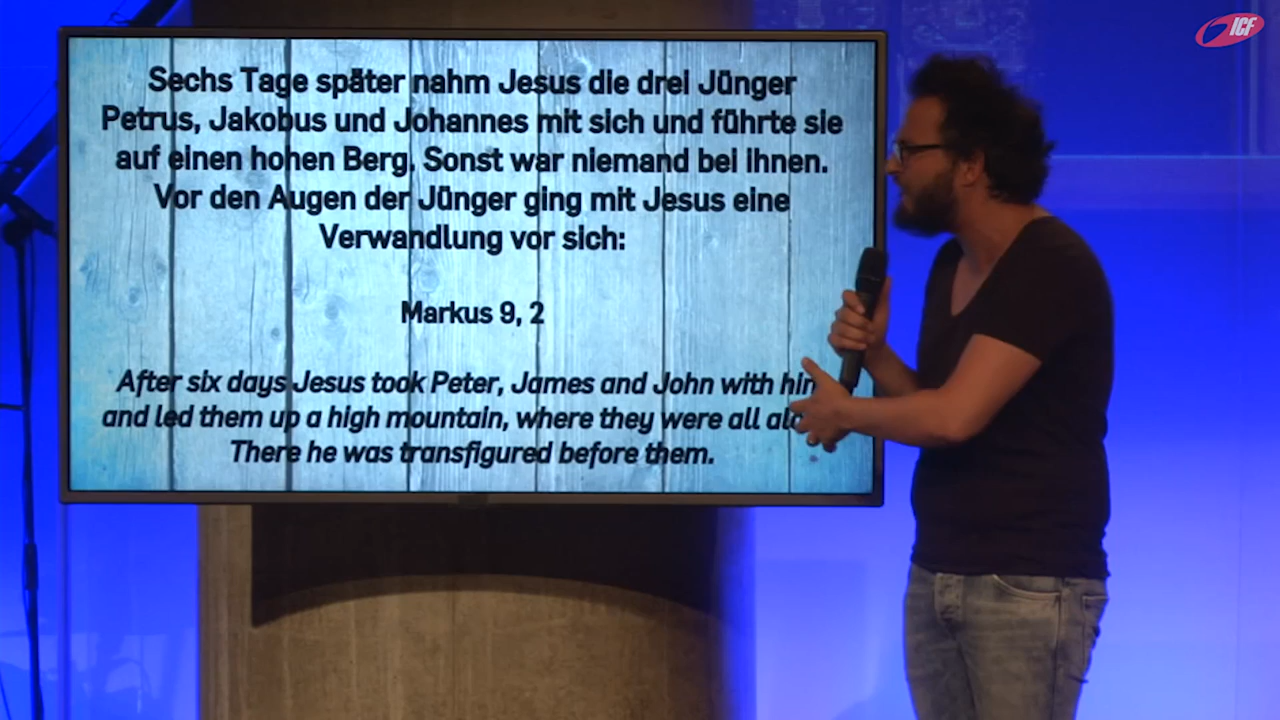 ICF
Sechs Tage später nahm Jesus die drei Jünger
Petrus, Jakobus und Johannes mit sich und führte sie
auf einen hohen Berg. Sonst war niemand bei ihnen.
Vor den Augen der Jünger ging mit Jesus eine
Verwandlung vor sich:
Markus 9, 2
After six days Jesus took Peter, James and John with
and led them up a high mountain, where they were all
There he was transfigured before them.